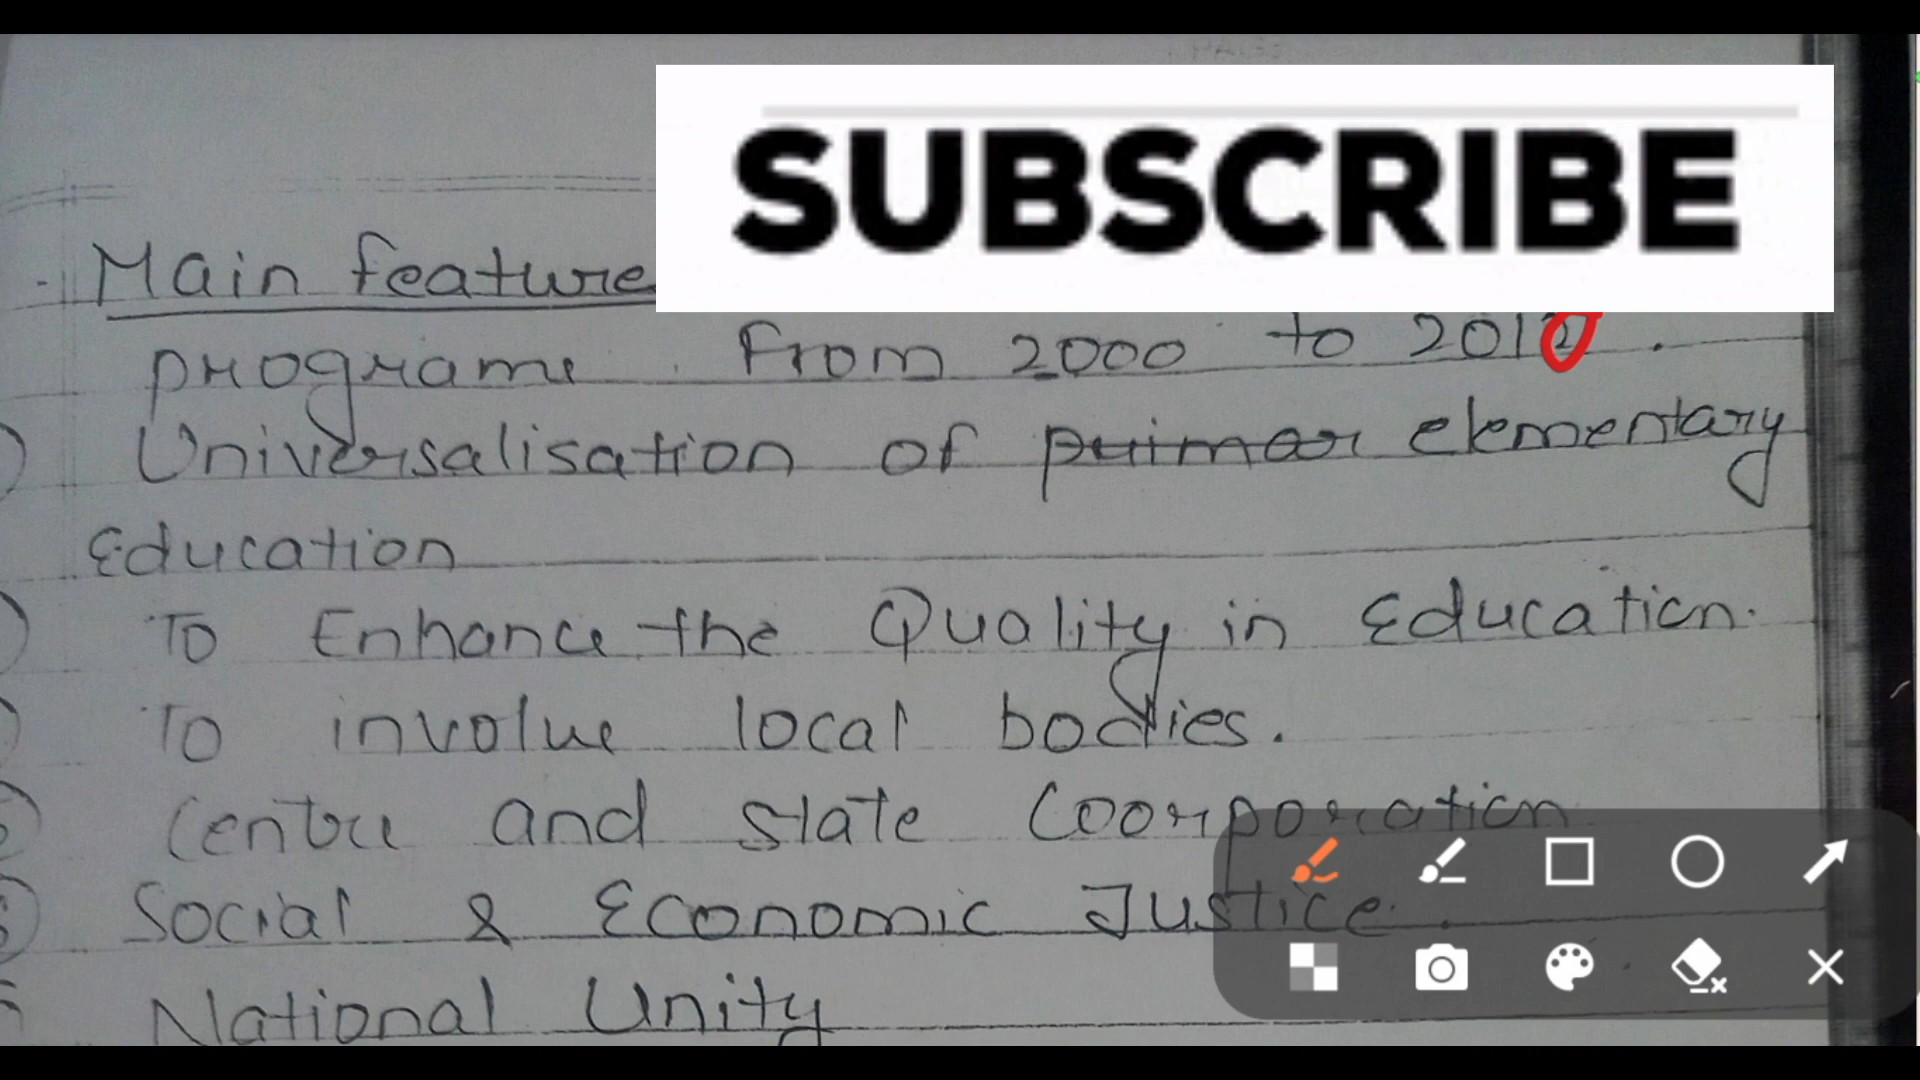 SUBSCRIBE
Main feature
programe From 2000 to 201
Universalisation of primar elementary
Education
To Enhance the Quality in Education.
To involve local bodies.
Centre and State Coorporation
Social & Economic Justice.
National Unity